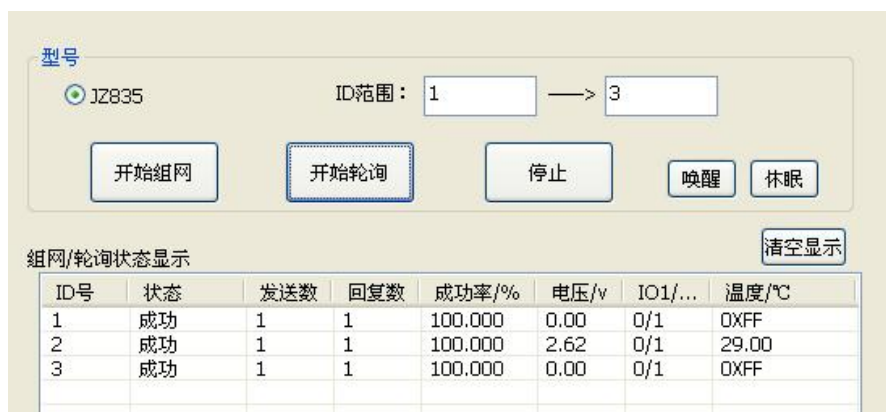 型号
JZ835 ID范围： 1 ——> 3
开始组网 开始轮询 停止 唤醒 休眠
清空显示
组网/轮询状态显示
ID号 状态 发送数 回复数 成功率/% 电压/v IO1/... 温度/℃
1 成功 1 1 100.000 0.00 0/1 0XFF
2 成功 1 1 100.000 2.62 0/1 29.00
3 成功 1 1 100.000 0.00 0/1 0XFF